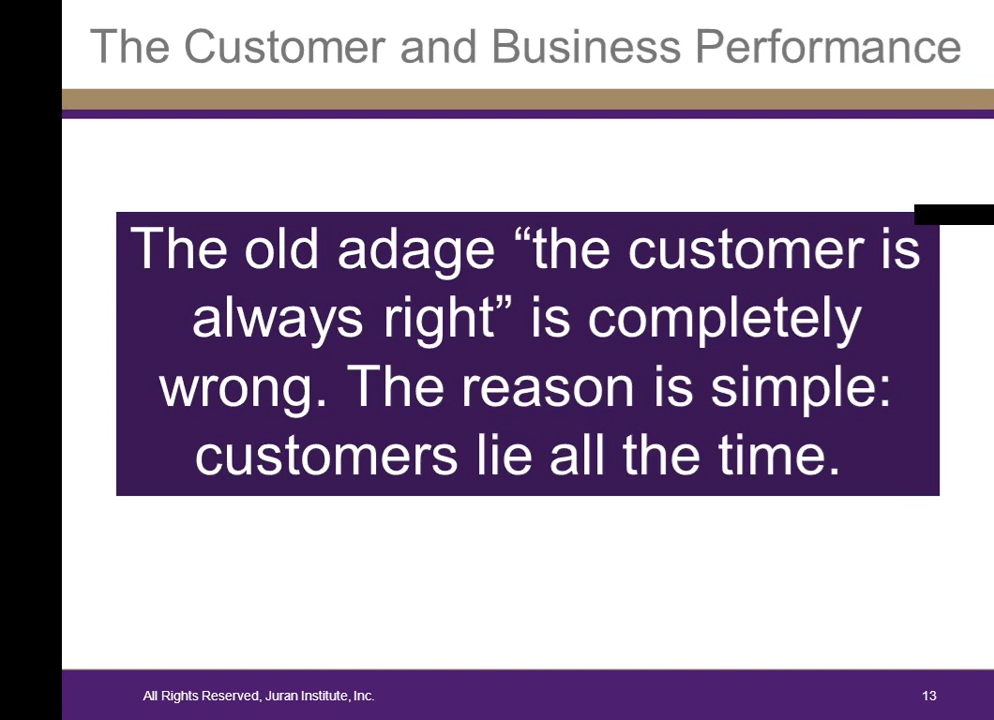 The Customer and Business Performance
The old adage “the customer is
always right” is completely
wrong. The reason is simple:
customers lie all the time.
All Rights Reserved, Juran Institute, Inc.
13